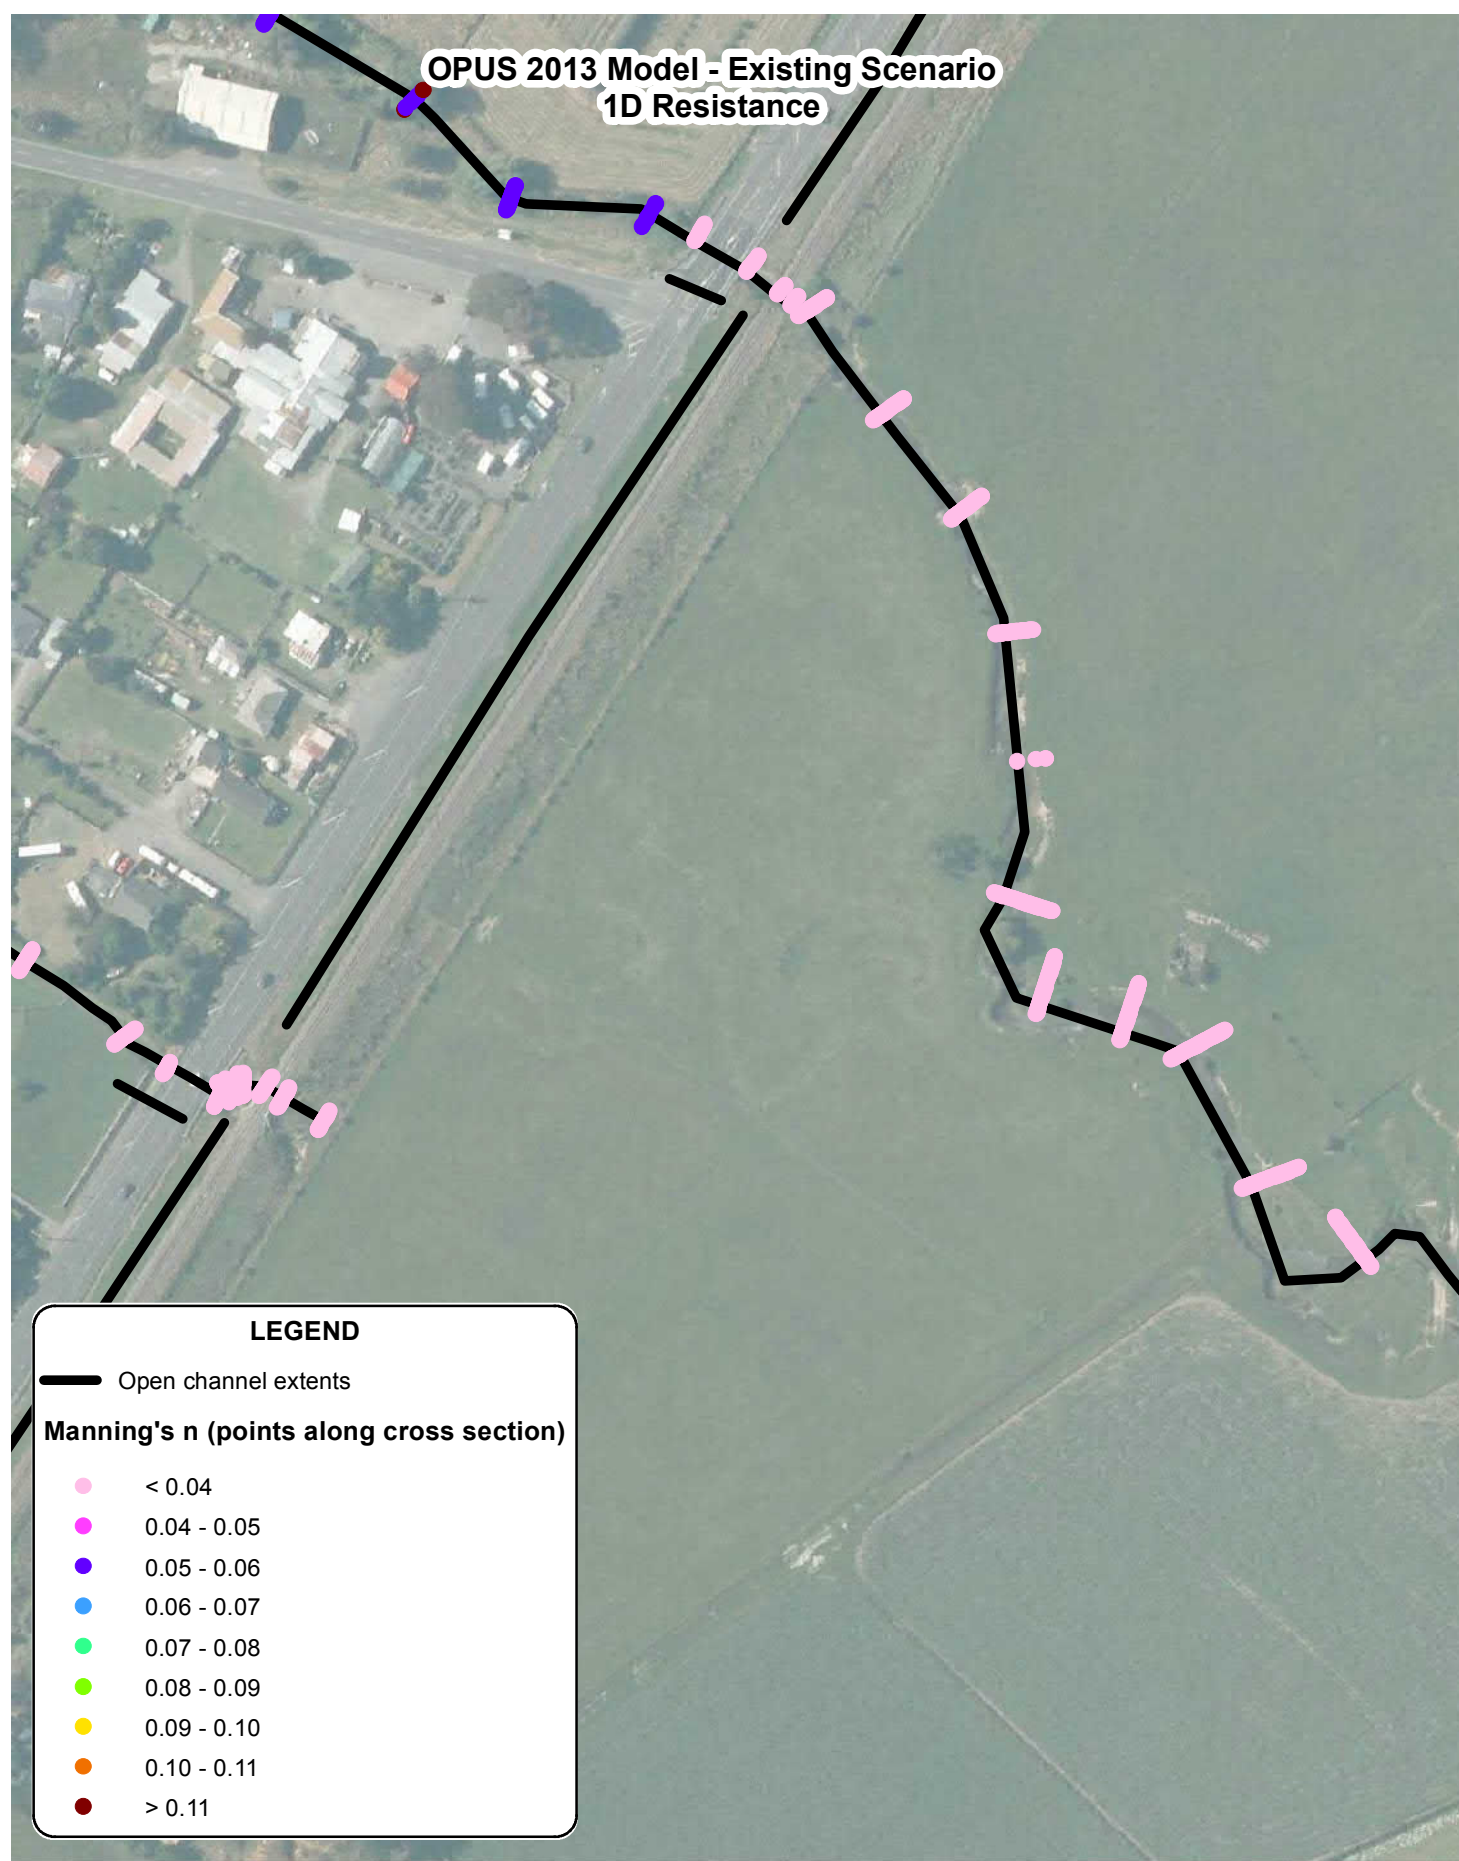 OPUS 2013 Model - Existing Scenario
1D Resistance
LEGEND
Open channel extents
Manning's n (points along cross section)
< 0.04
0.04 - 0.05
0.05 - 0.06
0.06 - 0.07
0.07 - 0.08
0.08 - 0.09
0.09 - 0.10
0.10 - 0.11
> 0.11